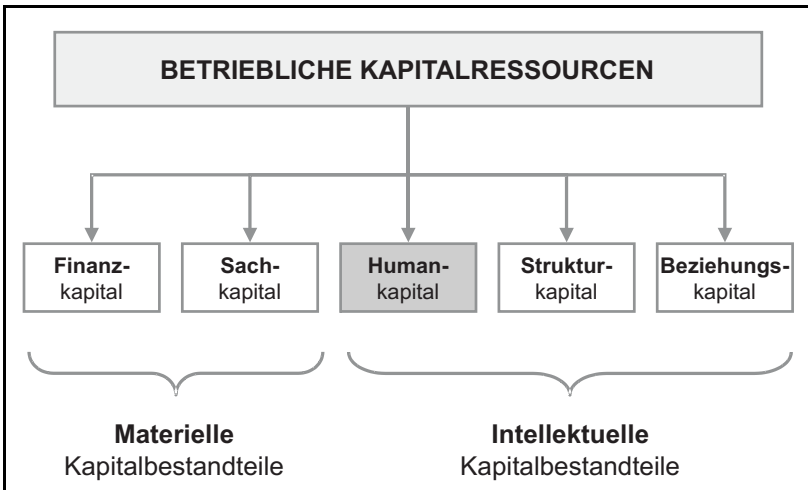 BETRIEBLICHE KAPITALRESSOURCEN
Finanz-
kapital
Sach-
kapital
Human-
kapital
Struktur-
kapital
Beziehungs-
kapital
Materielle
Kapitalbestandteile
Intellektuelle
Kapitalbestandteile